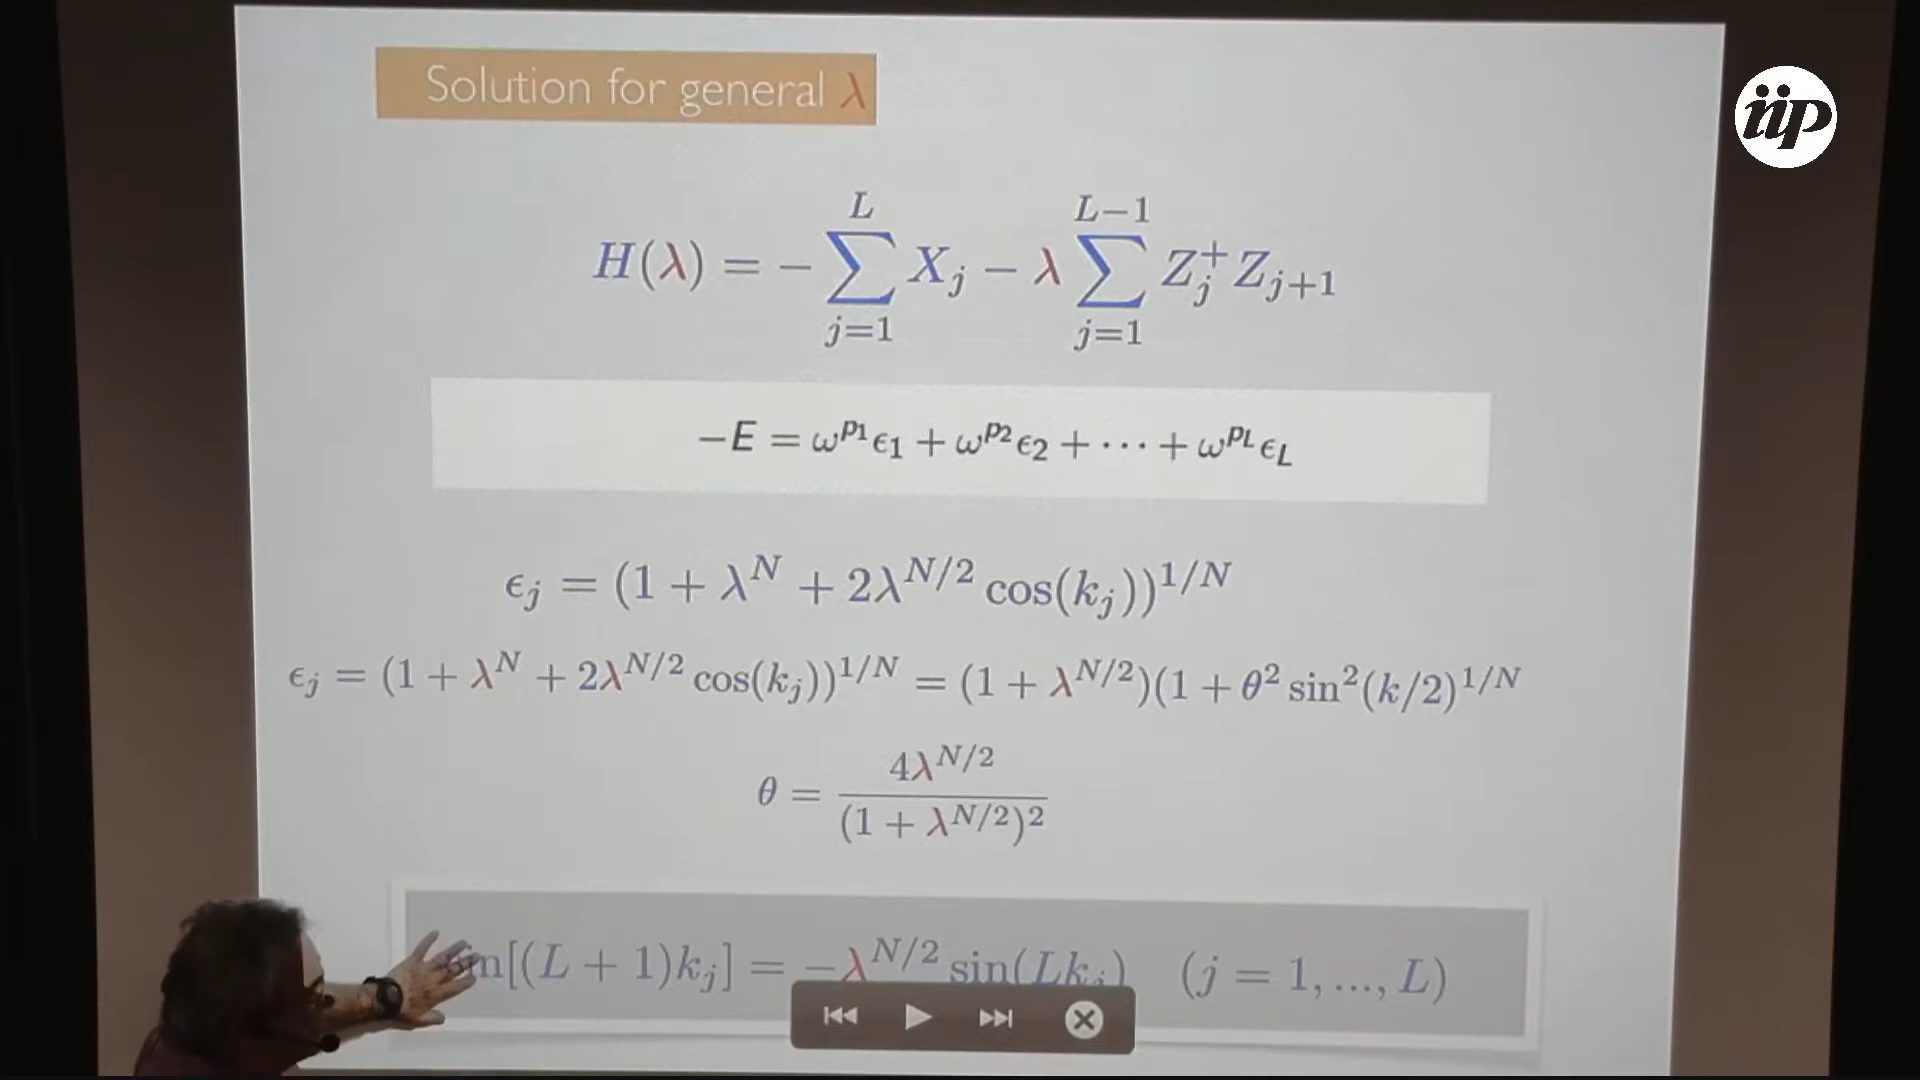 Solution for general λ
iip
H(λ) = − ∑_{j=1}^{L} X_j − λ ∑_{j=1}^{L−1} Z_j^+ Z_{j+1}
−E = ω^{p_1} ϵ_1 + ω^{p_2} ϵ_2 + ⋯ + ω^{p_L} ϵ_L
ϵ_j = (1 + λ^N + 2λ^{N/2} cos(k_j))^{1/N}
ϵ_j = (1 + λ^N + 2λ^{N/2} cos(k_j))^{1/N} = (1 + λ^{N/2})(1 + θ^2 sin^2(k/2)^{1/N}
θ = \frac{4λ^{N/2}}{(1 + λ^{N/2})^2}
sin[(L + 1)k_j] = −λ^{N/2} sin(Lk_j) (j = 1, ..., L)